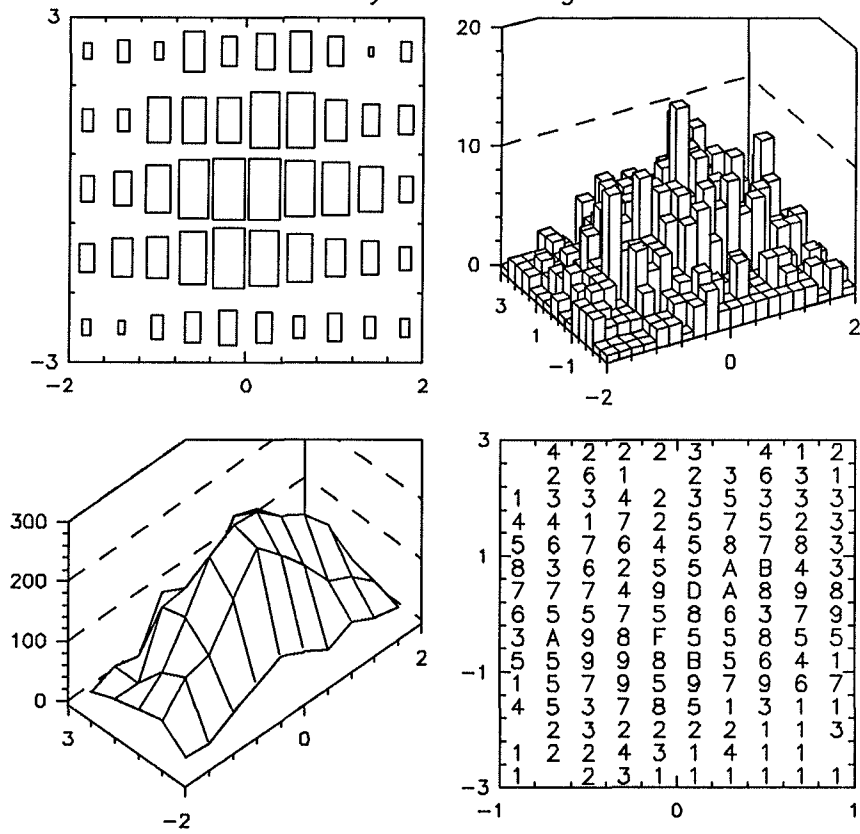 3
-3
-2 0 2
20
10
0
3
1
-1
-2
0
2
300
200
100
0
3
-2
0
2
3
4 2 2 2 3 4 1 2
2 6 1 2 3 6 3 1
1 3 3 4 2 3 5 3 3 3
4 4 1 7 2 5 7 5 2 3
5 6 7 6 4 5 8 7 8 3
1
8 3 6 2 5 5 A B 4 3
7 7 7 4 9 D A 8 9 8
6 5 5 7 5 8 6 3 7 9
3 A 9 8 F 5 5 8 5 5
-1
5 5 9 9 8 B 5 6 4 1
1 5 7 9 5 9 7 9 6 7
4 5 3 7 8 5 1 3 1 1
2 3 2 2 2 2 1 1 3
1 2 2 4 3 1 4 1 1
-3
1 2 3 1 1 1 1 1 1
-1 0 1